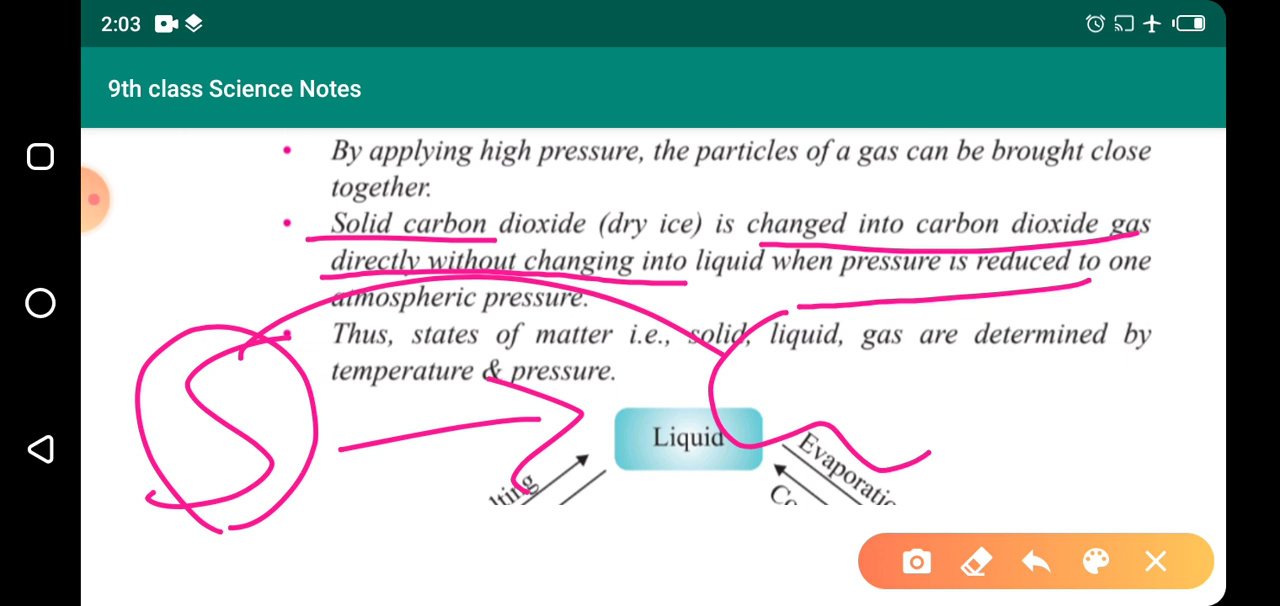 2:03
9th class Science Notes
• By applying high pressure, the particles of a gas can be brought close
together.
• Solid carbon dioxide (dry ice) is changed into carbon dioxide gas
directly without changing into liquid when pressure is reduced to one
atmospheric pressure.
• Thus, states of matter i.e., solid, liquid, gas are determined by
temperature & pressure.
S
Liquid
lting
Evaporatio
Co